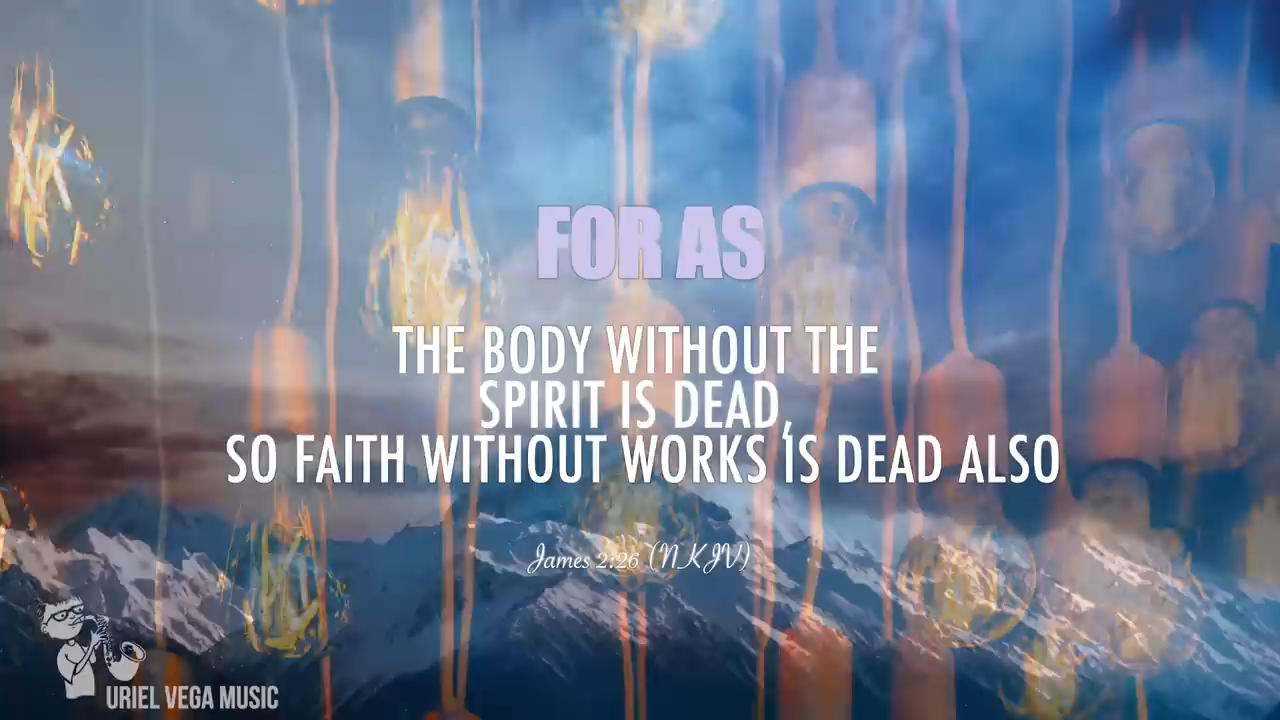 FOR AS
THE BODY WITHOUT THE
SPIRIT IS DEAD,
SO FAITH WITHOUT WORKS IS DEAD ALSO
James 2:26 (NKJV)
URIEL VEGA MUSIC